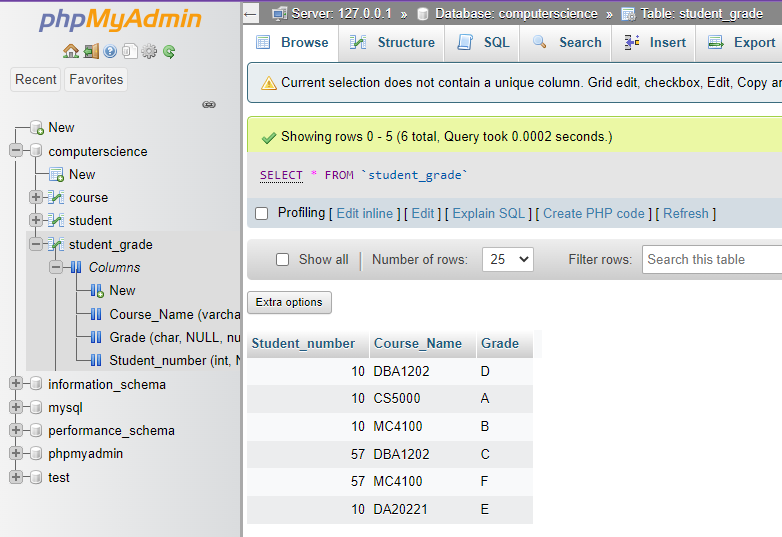 phpMyAdmin
Recent Favorites
New
computerscience
New
course
student
student_grade
Columns
New
Course_Name (varcha
Grade (char, NULL, nu
Student_number (int, N
information_schema
mysql
performance_schema
phpmyadmin
test
Server: 127.0.0.1 » Database: computerscience » Table: student_grade
Browse Structure SQL Search Insert Export
Current selection does not contain a unique column. Grid edit, checkbox, Edit, Copy an
Showing rows 0 - 5 (6 total, Query took 0.0002 seconds.)
SELECT * FROM `student_grade`
Profiling [ Edit inline ] [ Edit ] [ Explain SQL ] [ Create PHP code ] [ Refresh ]
Show all Number of rows: 25 Filter rows: Search this table
Extra options
Student_number Course_Name Grade
10 DBA1202 D
10 CS5000 A
10 MC4100 B
57 DBA1202 C
57 MC4100 F
10 DA20221 E